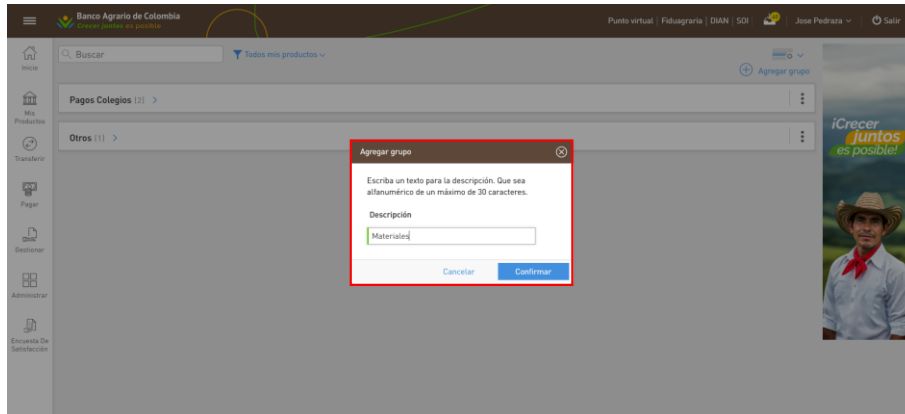 Banco Agrario de Colombia
Crecer juntos es posible
Punto virtual | Fiduagraria | DIAN | SOI
Jose Pedraza
Salir
Inicio
Mis
Productos
Transferir
Pagar
Gestionar
Administrar
Encuesta De
Satisfacción
Buscar
Todos mis productos
Agregar grupo
Pagos Colegios (2) >
Otros (1) >
Agregar grupo
Escriba un texto para la descripción. Que sea
alfanumérico de un máximo de 30 caracteres.
Descripción
Materiales
Cancelar
Confirmar
¡Crecer
juntos
es posible!